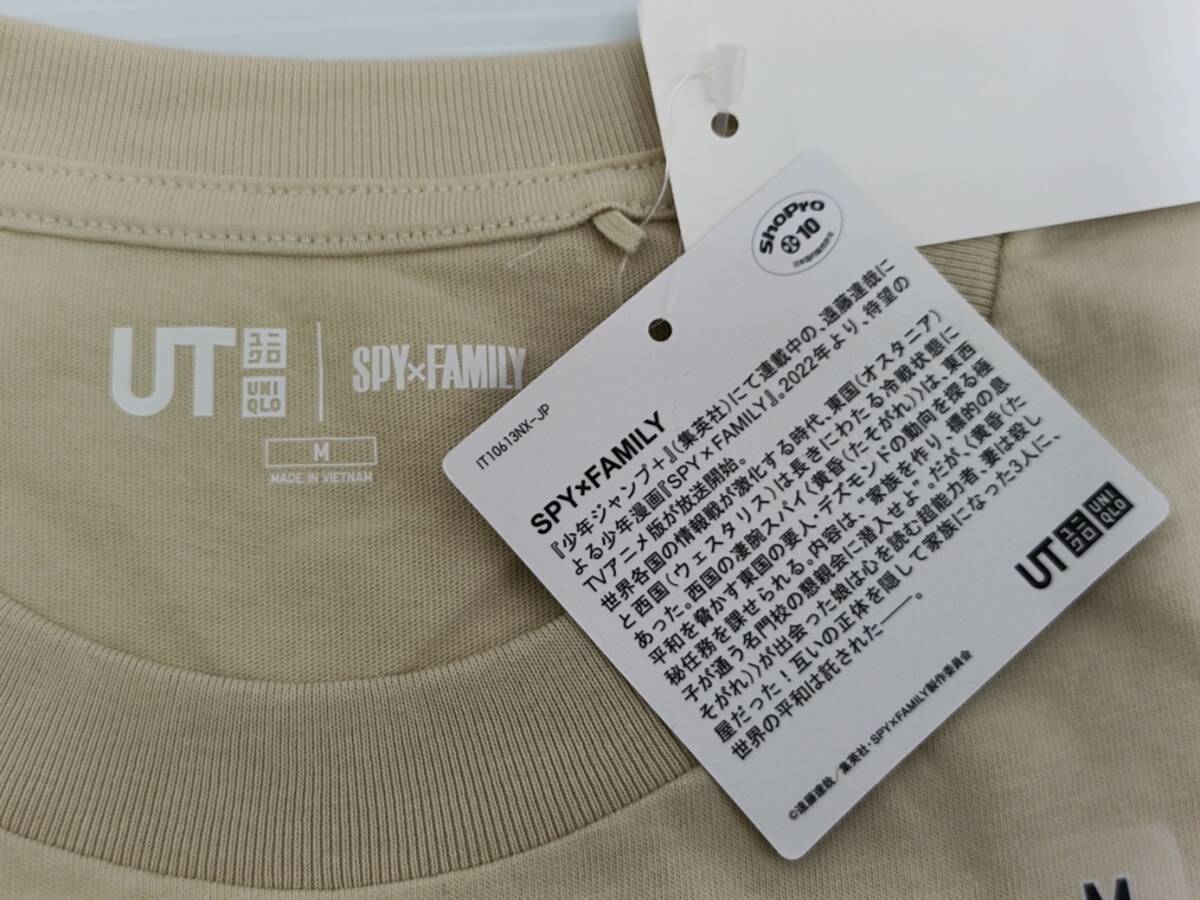 UT
ユニ
クロ
UNI
QLO
SPY×FAMILY
M
MADE IN VIETNAM
ShoPro
10
IT10613NX-JP
SPY×FAMILY
『少年ジャンプ+』(集英社)にて連載中の、遠藤達哉に
よる少年漫画『SPY×FAMILY』。2022年より、待望の
TVアニメ版が放送開始。
世界各国の情報戦が激化する時代、東国(オスタニア)
と西国(ウェスタリス)は長きにわたる冷戦状態に
あった。西国の凄腕スパイ〈黄昏(たそがれ)〉は、東西
平和を脅かす東国の要人・デズモンドの動向を探る極
秘任務を課せられる。内容は、“家族を作り、標的の息
子が通う名門校の懇親会に潜入せよ”。だが〈黄昏(た
そがれ)〉が出会った娘は心を読む超能力者、妻は殺し
屋だった!互いの正体を隠して家族になった3人に、
世界の平和は託された――。
©遠藤達哉/集英社・SPY×FAMILY製作委員会
UT
ユニ
クロ
UNI
QLO
M